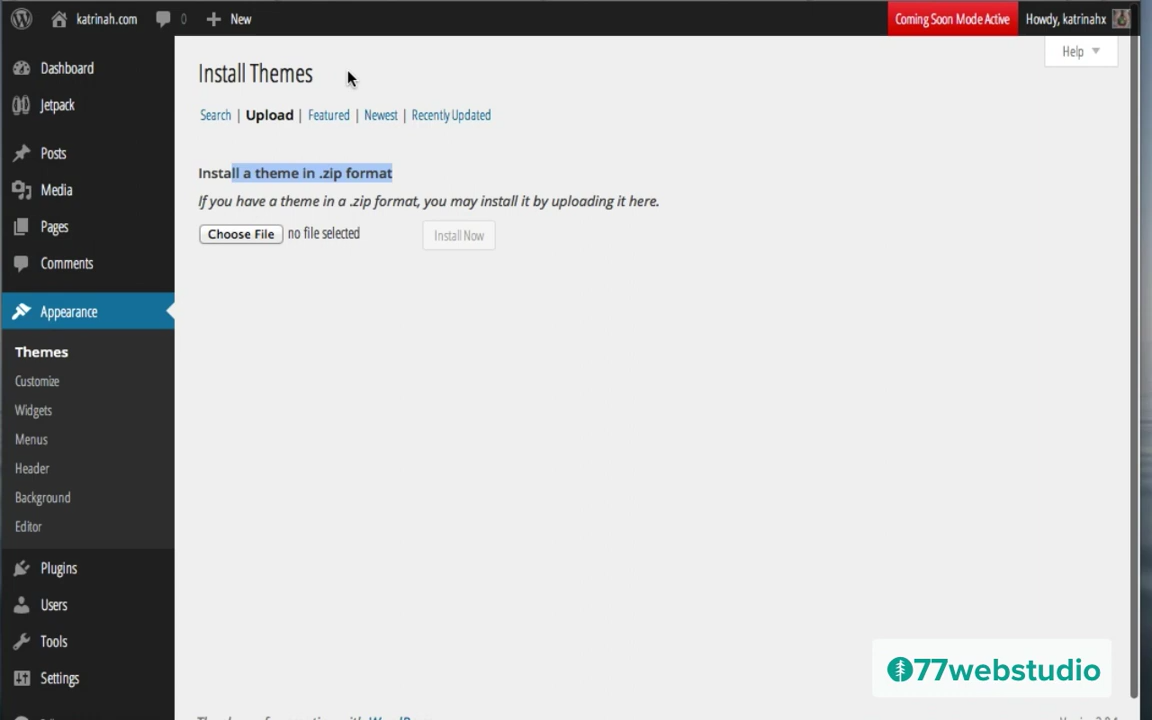 katrinah.com 0 New Coming Soon Mode Active Howdy, katrinahx
Help
Dashboard
Jetpack
Posts
Media
Pages
Comments
Appearance
Themes
Customize
Widgets
Menus
Header
Background
Editor
Plugins
Users
Tools
Settings
Install Themes
Search | Upload | Featured | Newest | Recently Updated
Install a theme in .zip format
If you have a theme in a .zip format, you may install it by uploading it here.
Choose File no file selected Install Now
77webstudio